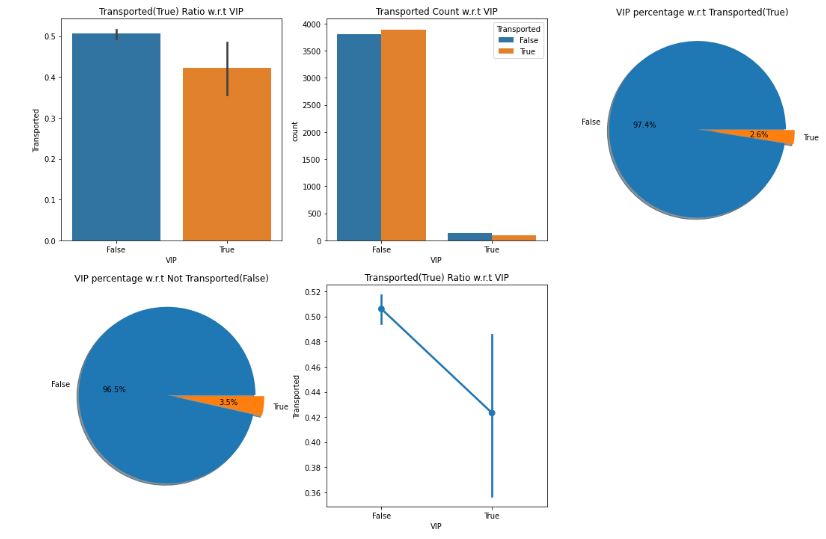 Transported(True) Ratio w.r.t VIP
0.5
0.4
0.3
0.2
0.1
0.0
Transported
False
True
VIP
Transported Count w.r.t VIP
4000
3500
3000
2500
2000
1500
1000
500
0
count
Transported
False
True
False
True
VIP
VIP percentage w.r.t Transported(True)
False
97.4%
2.6%
True
VIP percentage w.r.t Not Transported(False)
False
96.5%
3.5%
True
Transported(True) Ratio w.r.t VIP
0.52
0.50
0.48
0.46
0.44
0.42
0.40
0.38
0.36
Transported
False
True
VIP